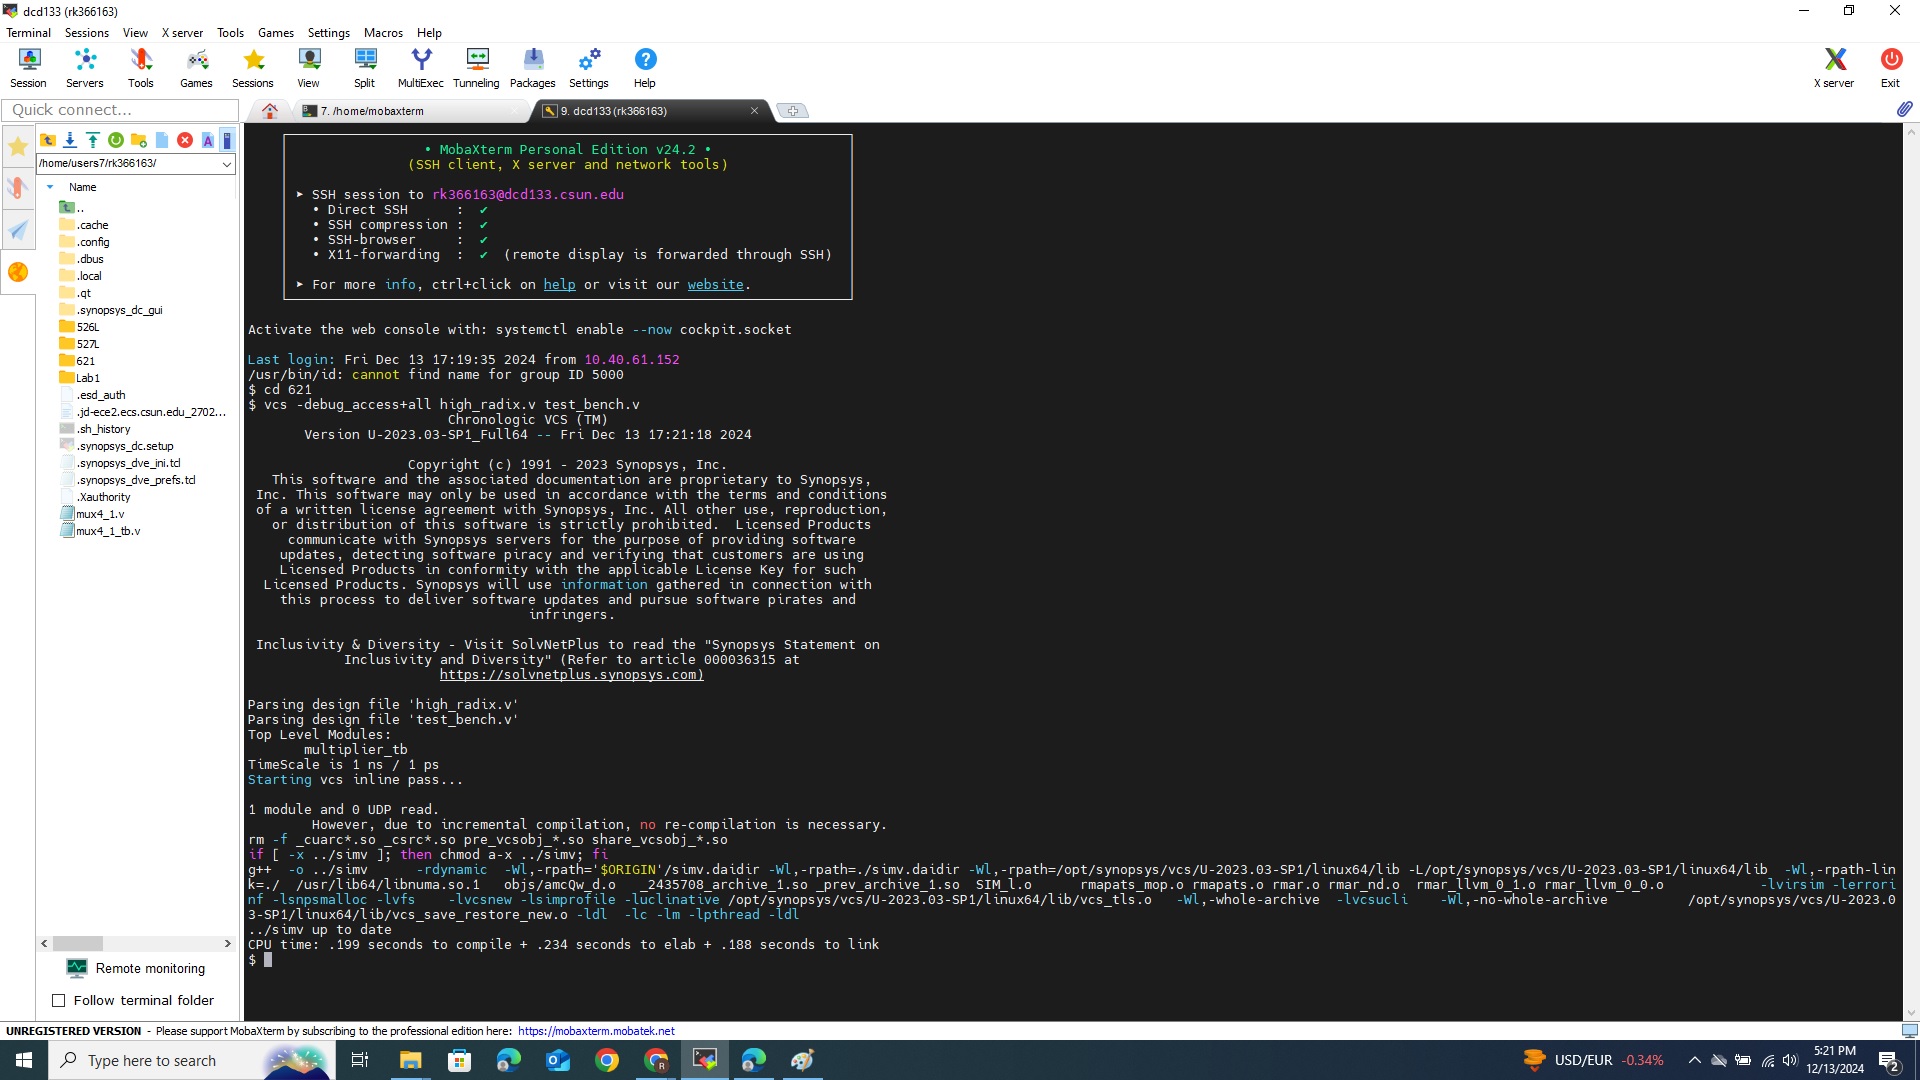 dcd133 (rk366163)
Terminal Sessions View X server Tools Games Settings Macros Help
Session Servers Tools Games Sessions View Split MultiExec Tunneling Packages Settings Help X server Exit
Quick connect...
7. /home/mobaxterm
9. dcd133 (rk366163)
/home/users7/rk366163/
Name
..
.cache
.config
.dbus
.local
.qt
.synopsys_dc_gui
526L
527L
621
Lab1
.esd_auth
.jd-ece2.ecs.csun.edu_2702...
.sh_history
.synopsys_dc.setup
.synopsys_dve_ini.tcl
.synopsys_dve_prefs.tcl
.Xauthority
mux4_1.v
mux4_1_tb.v
Remote monitoring
Follow terminal folder
• MobaXterm Personal Edition v24.2 •
(SSH client, X server and network tools)
➤ SSH session to rk366163@dcd133.csun.edu
• Direct SSH : ✔
• SSH compression : ✔
• SSH-browser : ✔
• X11-forwarding : ✔ (remote display is forwarded through SSH)
➤ For more info, ctrl+click on help or visit our website.
Activate the web console with: systemctl enable --now cockpit.socket
Last login: Fri Dec 13 17:19:35 2024 from 10.40.61.152
/usr/bin/id: cannot find name for group ID 5000
$ cd 621
$ vcs -debug_access+all high_radix.v test_bench.v
Chronologic VCS (TM)
Version U-2023.03-SP1_Full64 -- Fri Dec 13 17:21:18 2024
Copyright (c) 1991 - 2023 Synopsys, Inc.
This software and the associated documentation are proprietary to Synopsys,
Inc. This software may only be used in accordance with the terms and conditions
of a written license agreement with Synopsys, Inc. All other use, reproduction,
or distribution of this software is strictly prohibited. Licensed Products
communicate with Synopsys servers for the purpose of providing software
updates, detecting software piracy and verifying that customers are using
Licensed Products in conformity with the applicable License Key for such
Licensed Products. Synopsys will use information gathered in connection with
this process to deliver software updates and pursue software pirates and
infringers.
Inclusivity & Diversity - Visit SolvNetPlus to read the "Synopsys Statement on
Inclusivity and Diversity" (Refer to article 000036315 at
https://solvnetplus.synopsys.com)
Parsing design file 'high_radix.v'
Parsing design file 'test_bench.v'
Top Level Modules:
multiplier_tb
TimeScale is 1 ns / 1 ps
Starting vcs inline pass...
1 module and 0 UDP read.
However, due to incremental compilation, no re-compilation is necessary.
rm -f _cuarc*.so _csrc*.so pre_vcsobj_*.so share_vcsobj_*.so
if [ -x ../simv ]; then chmod a-x ../simv; fi
g++ -o ../simv -rdynamic -Wl,-rpath='$ORIGIN'/simv.daidir -Wl,-rpath=./simv.daidir -Wl,-rpath=/opt/synopsys/vcs/U-2023.03-SP1/linux64/lib -L/opt/synopsys/vcs/U-2023.03-SP1/linux64/lib -Wl,-rpath-lin
k=./ /usr/lib64/libnuma.so.1 objs/amcQw_d.o _2435708_archive_1.so _prev_archive_1.so SIM_l.o rmapats_mop.o rmapats.o rmar.o rmar_nd.o rmar_llvm_0_1.o rmar_llvm_0_0.o -lvirsim -lerrori
nf -lsnpsmalloc -lvfs -lvcsnew -lsimprofile -luclinative /opt/synopsys/vcs/U-2023.03-SP1/linux64/lib/vcs_tls.o -Wl,-whole-archive -lvcsucli -Wl,-no-whole-archive /opt/synopsys/vcs/U-2023.0
3-SP1/linux64/lib/vcs_save_restore_new.o -ldl -lc -lm -lpthread -ldl
../simv up to date
CPU time: .199 seconds to compile + .234 seconds to elab + .188 seconds to link
$
UNREGISTERED VERSION - Please support MobaXterm by subscribing to the professional edition here: https://mobaxterm.mobatek.net
Type here to search
USD/EUR -0.34%
5:21 PM
12/13/2024
2